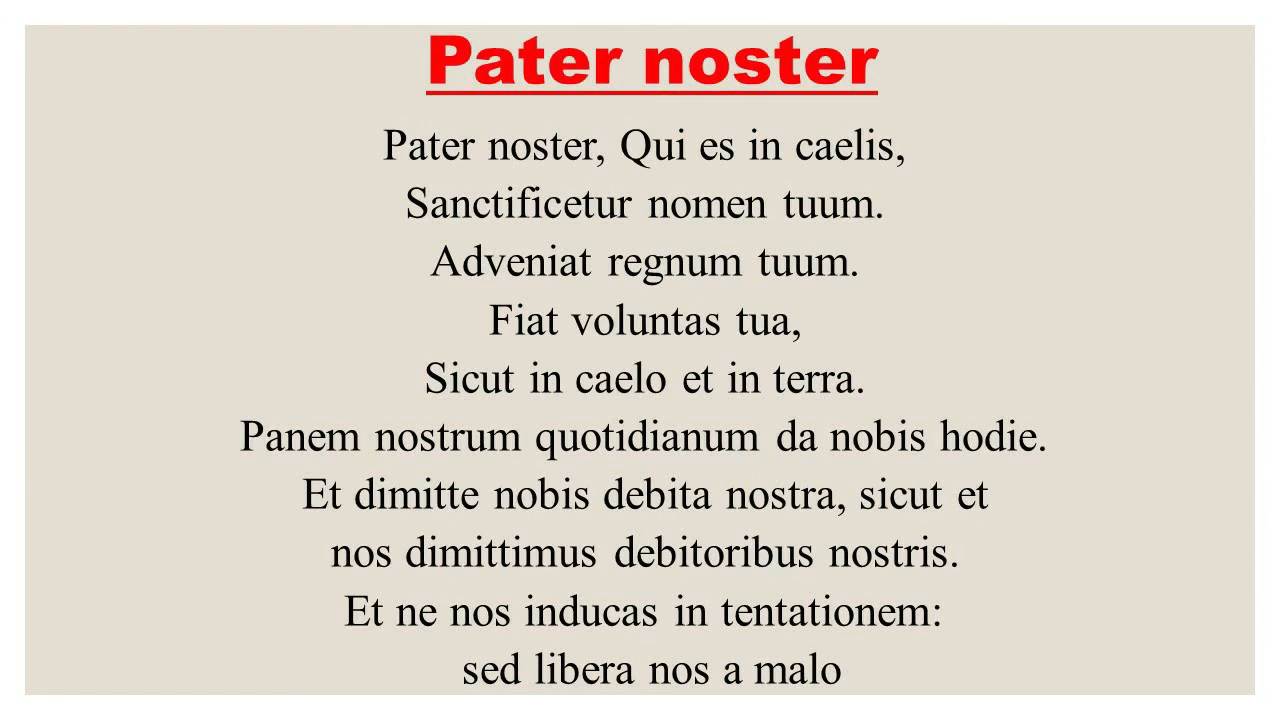 Pater noster
Pater noster, Qui es in caelis,
Sanctificetur nomen tuum.
Adveniat regnum tuum.
Fiat voluntas tua,
Sicut in caelo et in terra.
Panem nostrum quotidianum da nobis hodie.
Et dimitte nobis debita nostra, sicut et
nos dimittimus debitoribus nostris.
Et ne nos inducas in tentationem:
sed libera nos a malo